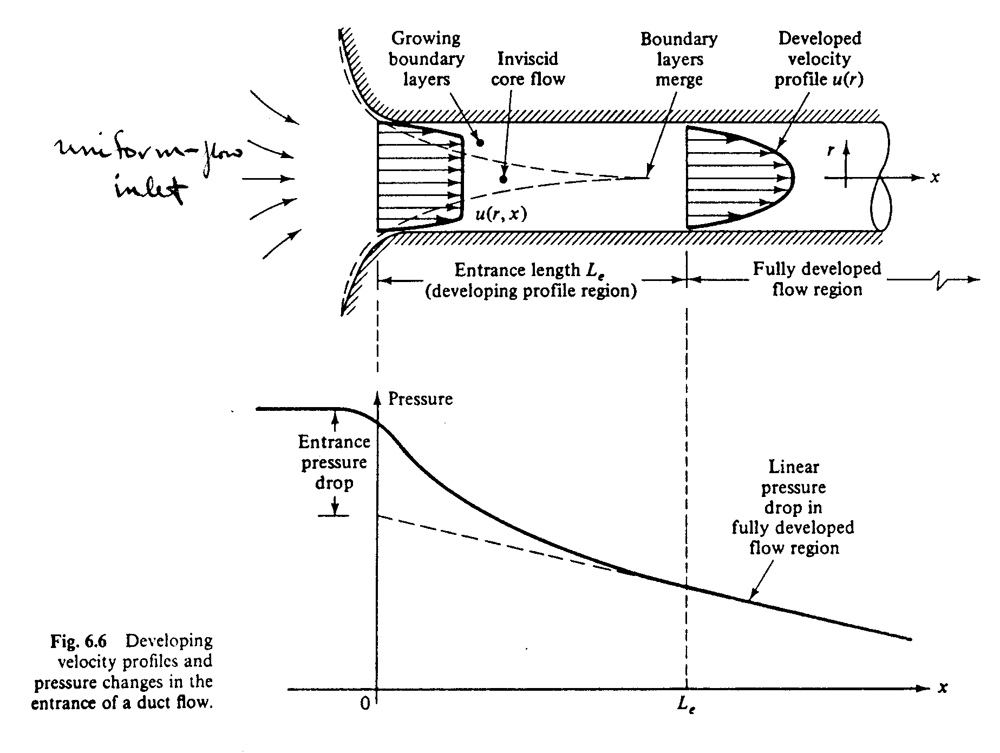 Growing
boundary
layers
Inviscid
core flow
Boundary
layers
merge
Developed
velocity
profile u(r)
uniform-flow
inlet
r
x
u(r, x)
Entrance length Le
(developing profile region)
Fully developed
flow region
Pressure
Entrance
pressure
drop
Linear
pressure
drop in
fully developed
flow region
Fig. 6.6 Developing
velocity profiles and
pressure changes in the
entrance of a duct flow.
0
Le
x